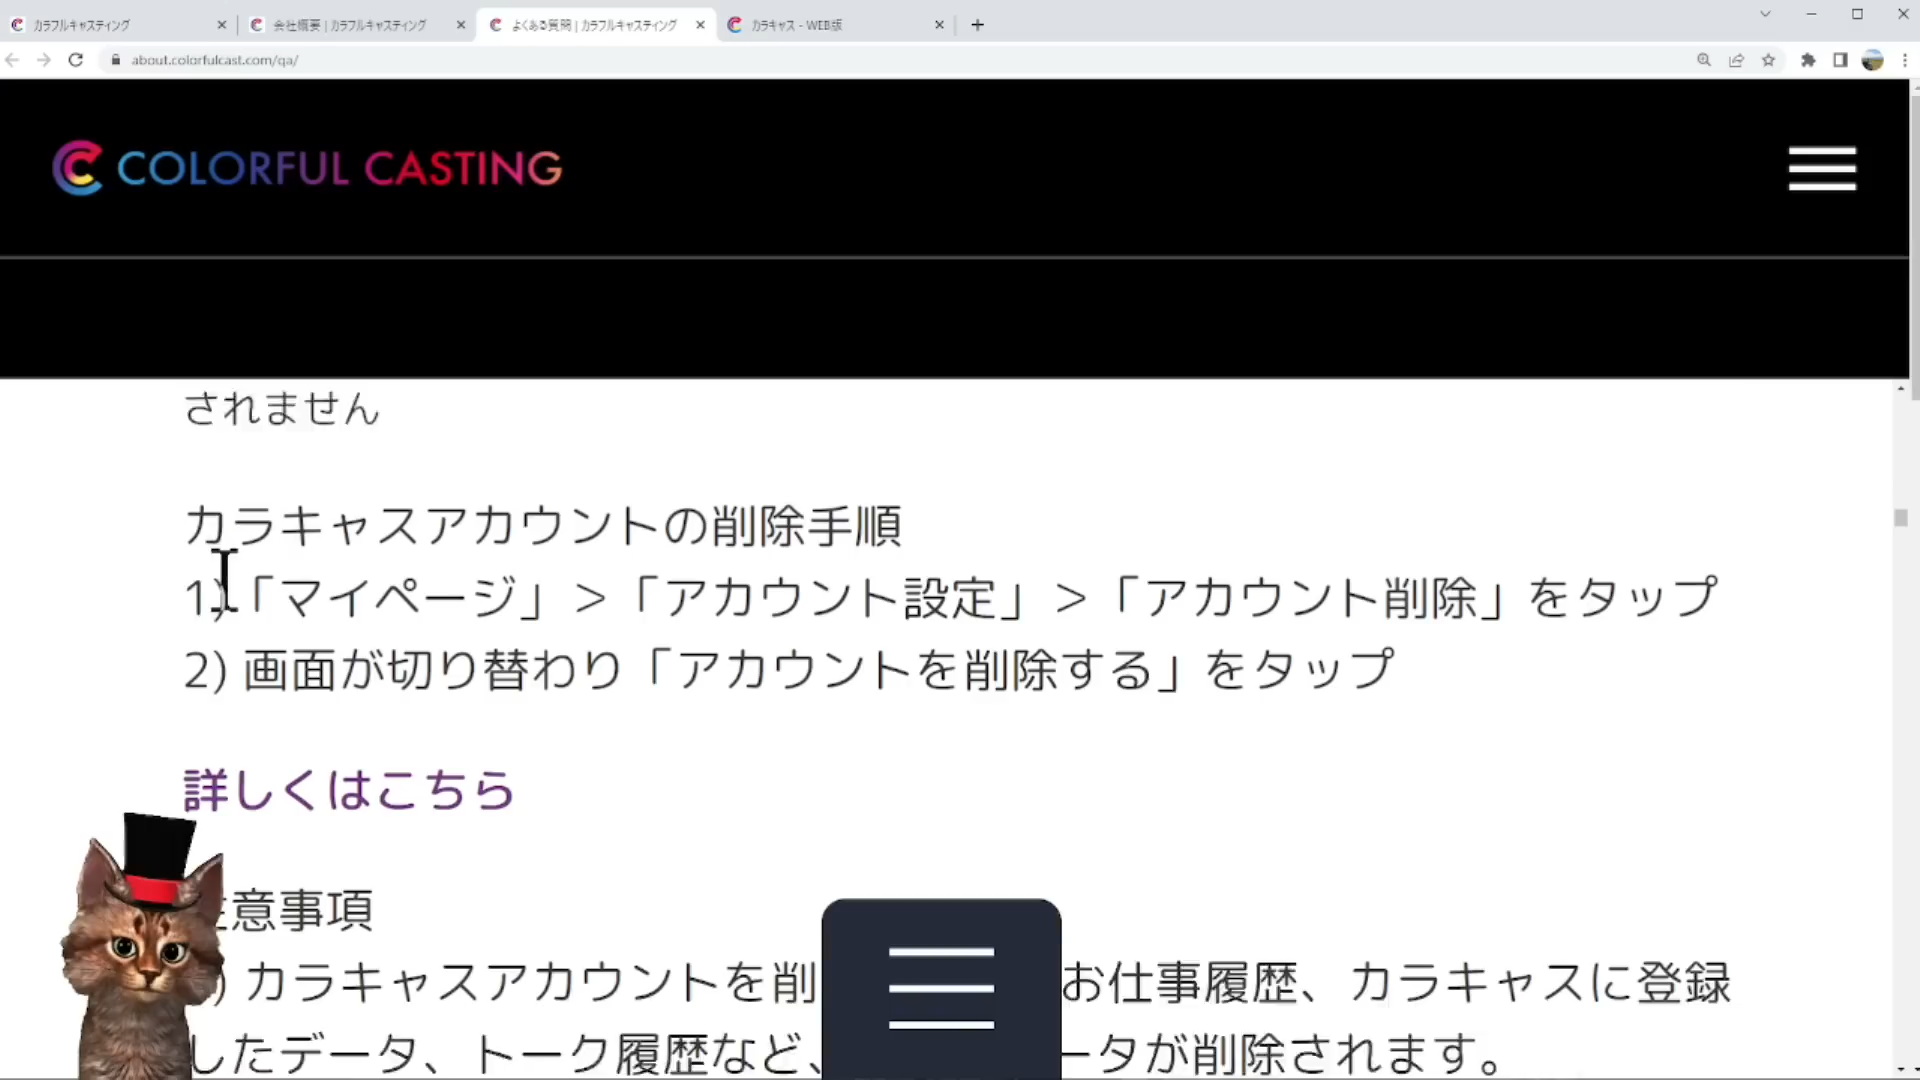 カラフルキャスティング
会社概要 | カラフルキャスティング
よくある質問 | カラフルキャスティング
カラキャス - WEB版
about.colorfulcast.com/qa/
COLORFUL CASTING
されません
カラキャスアカウントの削除手順
1)「マイページ」>「アカウント設定」>「アカウント削除」をタップ
2) 画面が切り替わり「アカウントを削除する」をタップ
詳しくはこちら
意事項
) カラキャスアカウントを削 お仕事履歴、カラキャスに登録
したデータ、トーク履歴など、 ータが削除されます。